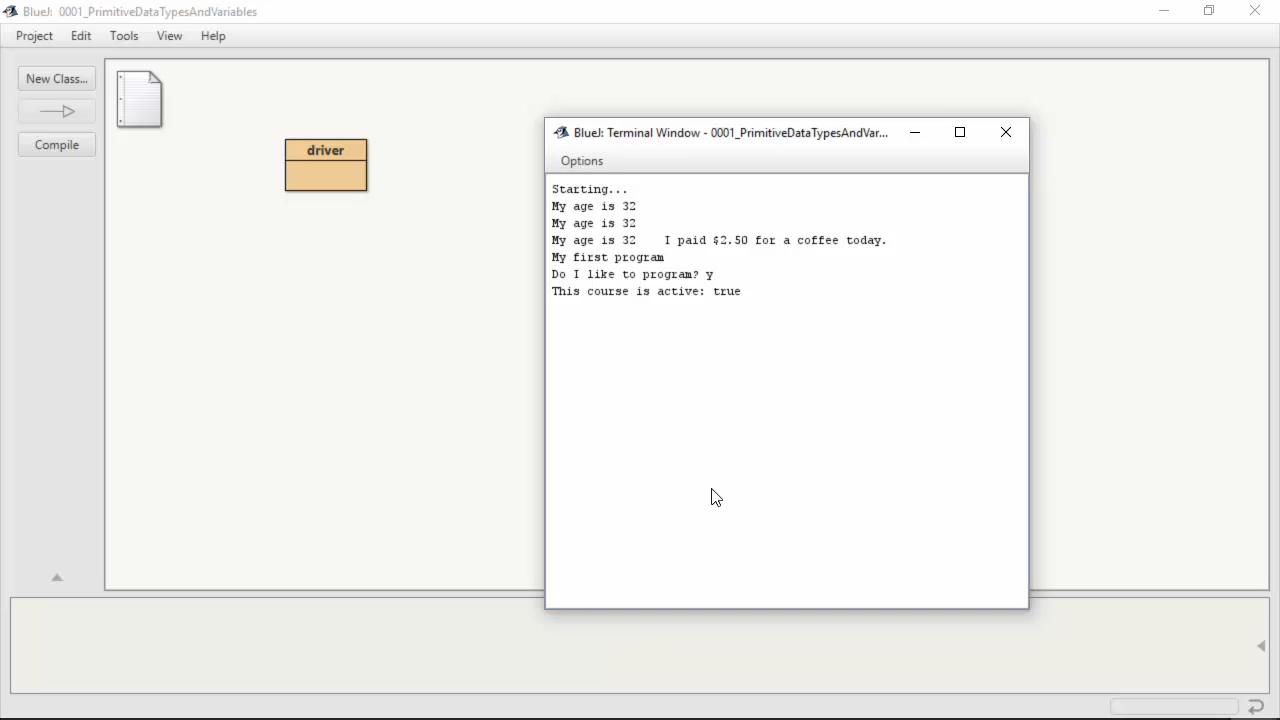 BlueJ: 0001_PrimitiveDataTypesAndVariables
Project Edit Tools View Help
New Class...
Compile
driver
BlueJ: Terminal Window - 0001_PrimitiveDataTypesAndVar...
Options
Starting...
My age is 32
My age is 32
My age is 32    I paid $2.50 for a coffee today.
My first program
Do I like to program? y
This course is active: true